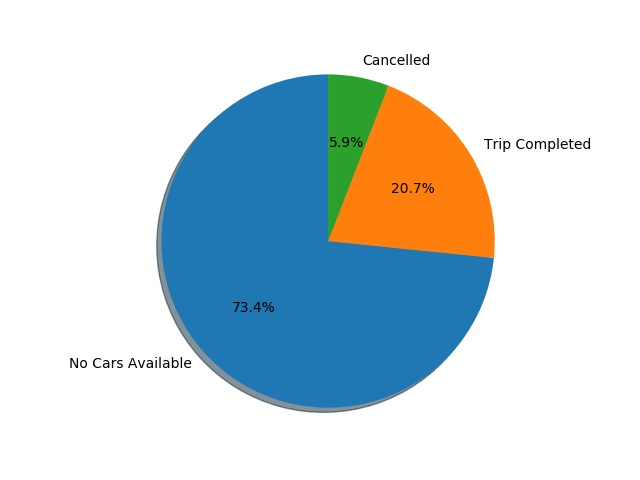 Cancelled
5.9%
Trip Completed
20.7%
73.4%
No Cars Available